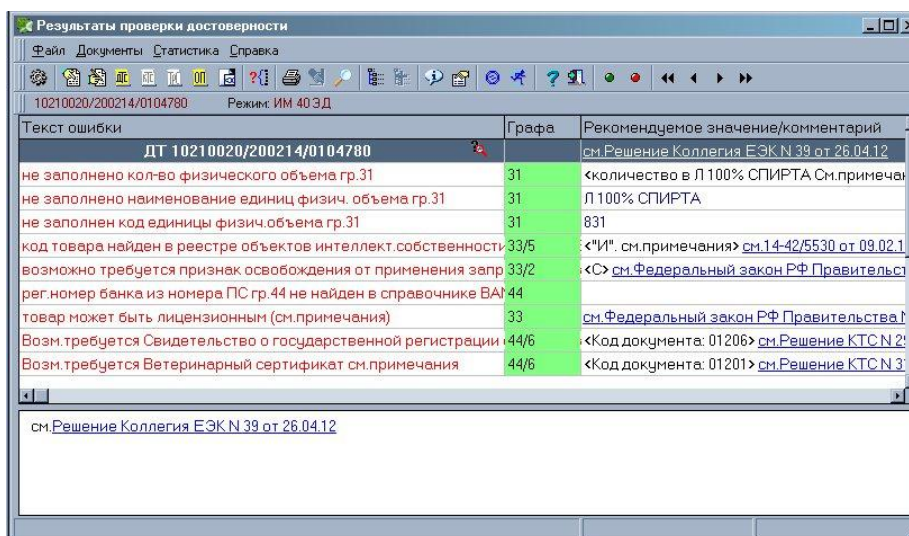 Результаты проверки достоверности
Файл Документы Статистика Справка
10210020/200214/0104780 Режим: ИМ 40 ЭД
Текст ошибки Графа Рекомендуемое значение/комментарий
ДТ 10210020/200214/0104780 см.Решение Коллегия ЕЭК N 39 от 26.04.12
не заполнено кол-во физического объема гр.31 31 <количество в Л 100% СПИРТА См.примечан
не заполнено наименование единиц физич. объема гр.31 31 Л 100% СПИРТА
не заполнен код единицы физич.объема гр.31 31 831
код товара найден в реестре объектов интеллект.собственности 33/5 <"И". см.примечания> см.14-42/5530 от 09.02.1
возможно требуется признак освобождения от применения запр 33/2 <С> см.Федеральный закон РФ Правительст
рег.номер банка из номера ПС гр.44 не найден в справочнике BAN 44
товар может быть лицензионным (см.примечания) 33 см.Федеральный закон РФ Правительства N
Возм.требуется Свидетельство о государственной регистрации 44/6 <Код документа: 01206> см.Решение КТС N 2
Возм.требуется Ветеринарный сертификат см.примечания 44/6 <Код документа: 01201> см.Решение КТС N 3
см.Решение Коллегия ЕЭК N 39 от 26.04.12